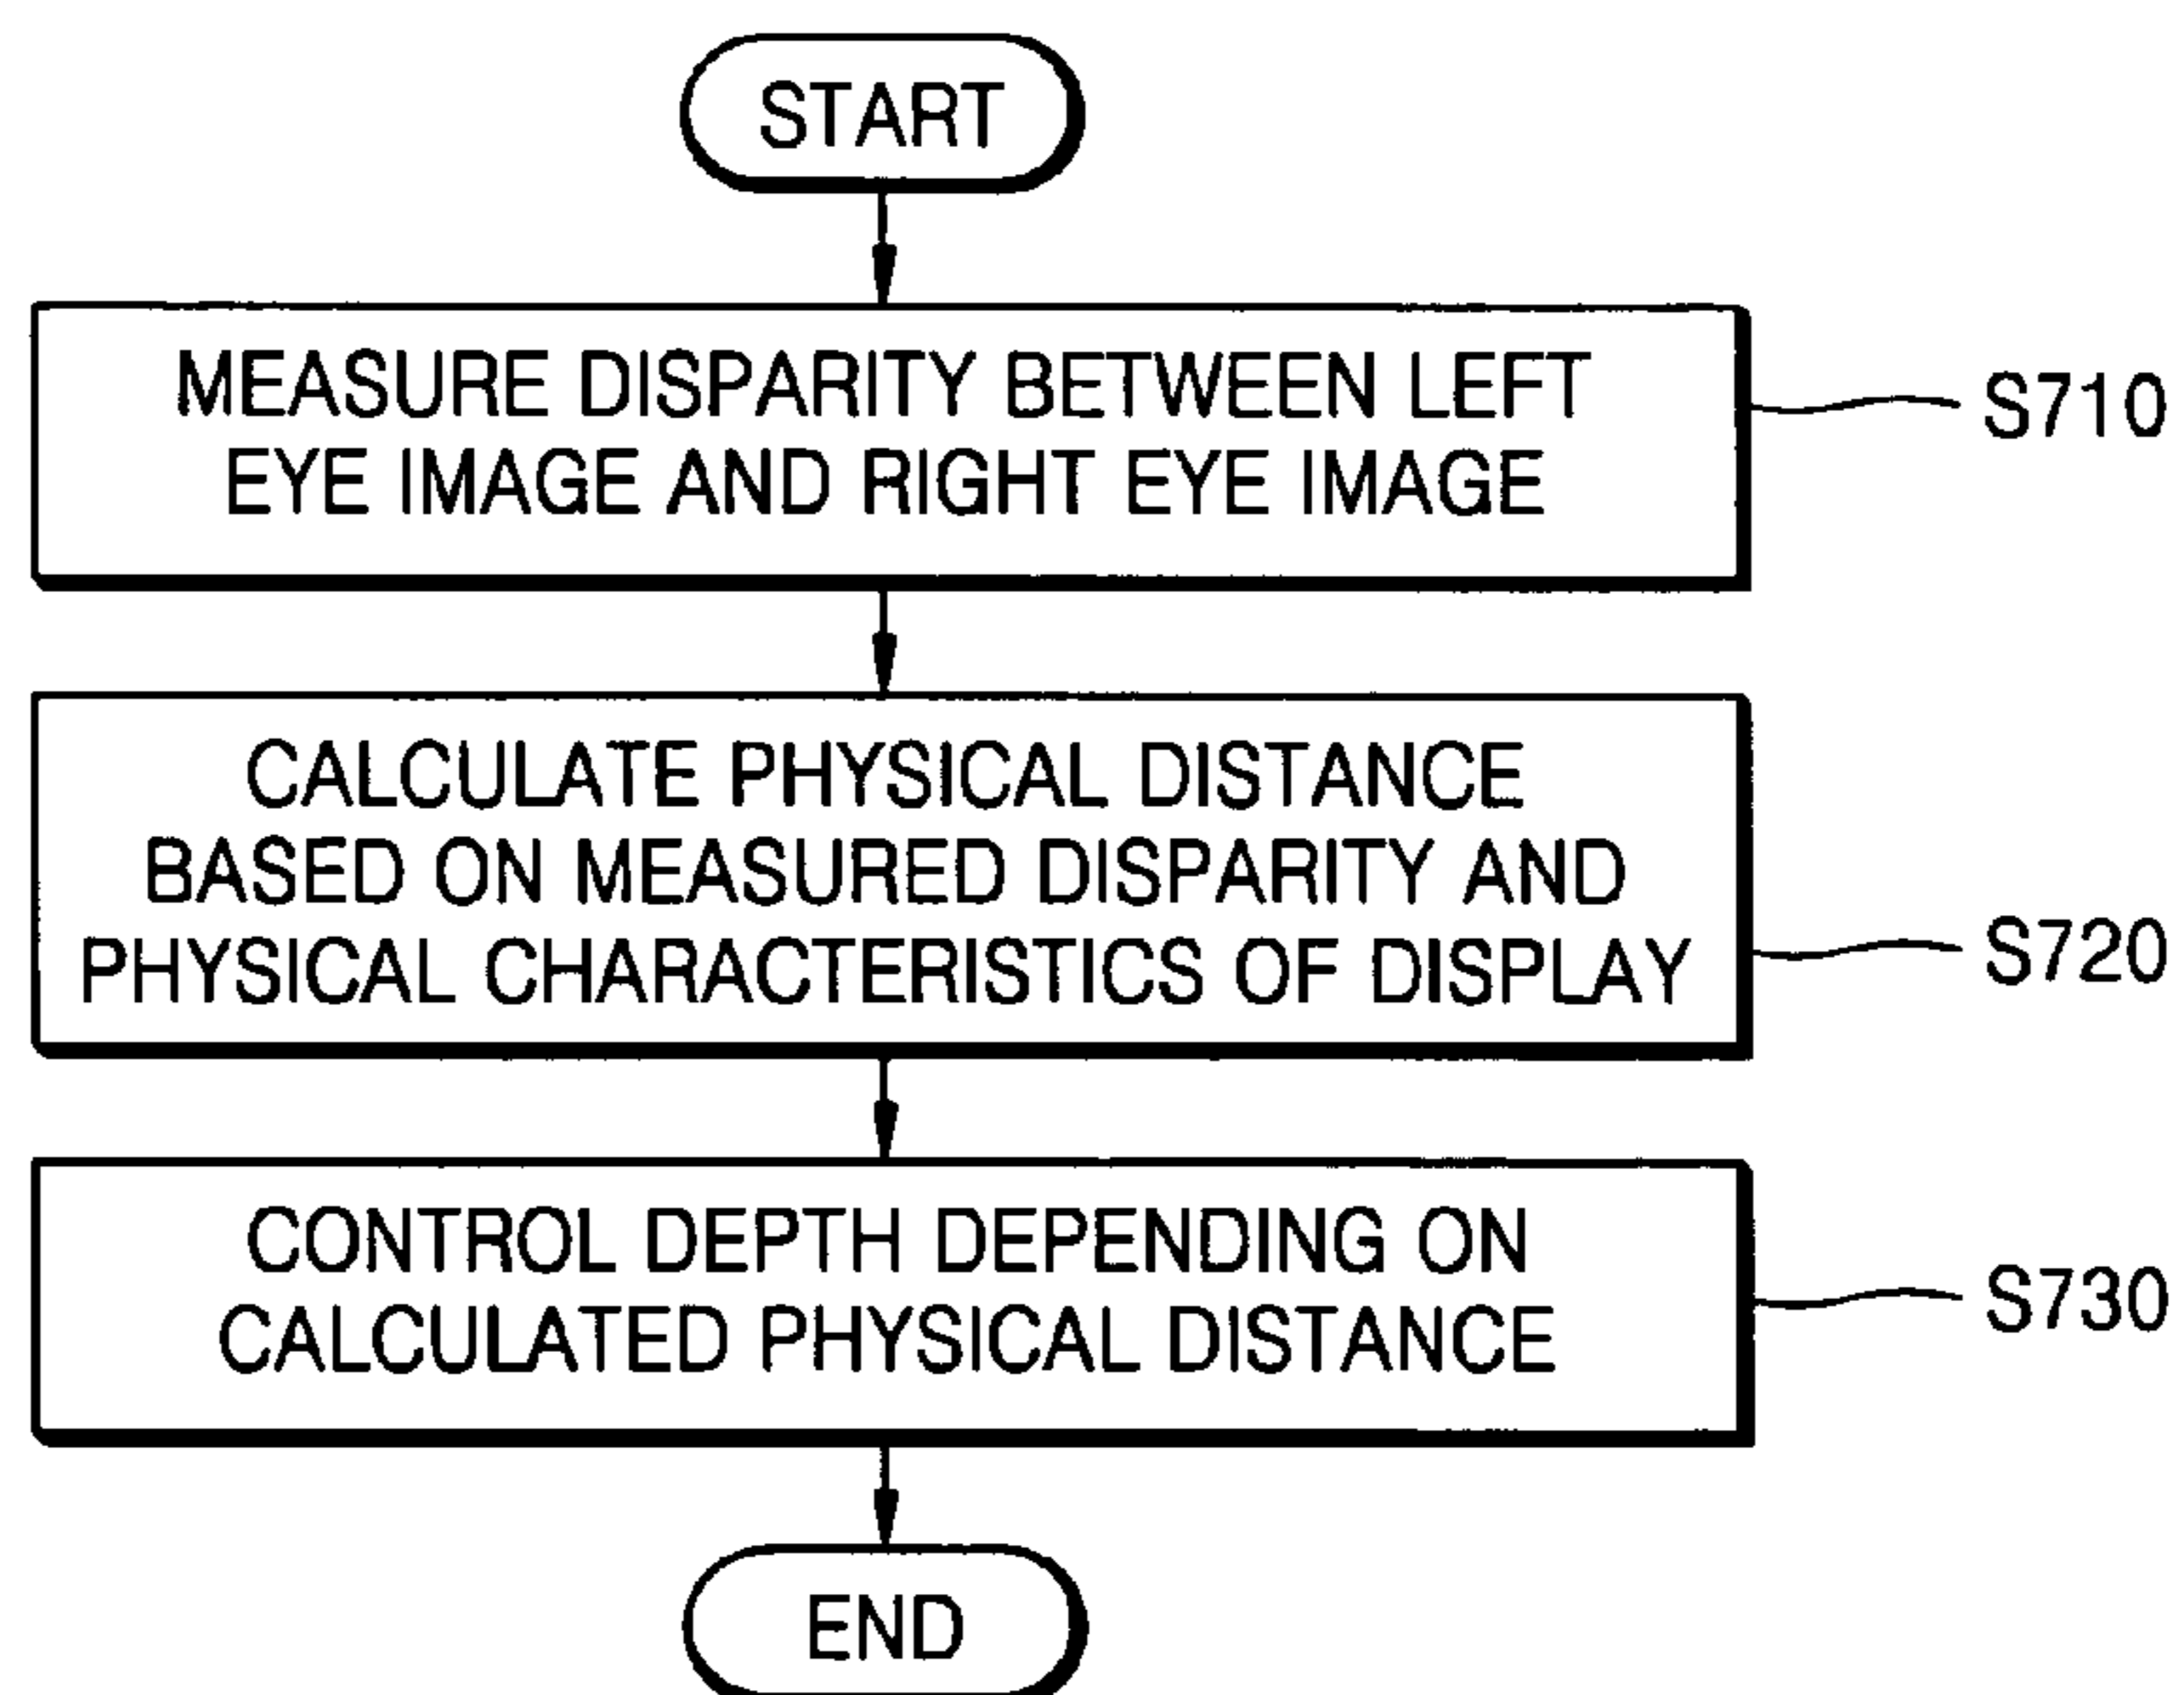 START
MEASURE DISPARITY BETWEEN LEFT
EYE IMAGE AND RIGHT EYE IMAGE
S710
CALCULATE PHYSICAL DISTANCE
BASED ON MEASURED DISPARITY AND
PHYSICAL CHARACTERISTICS OF DISPLAY
S720
CONTROL DEPTH DEPENDING ON
CALCULATED PHYSICAL DISTANCE
S730
END